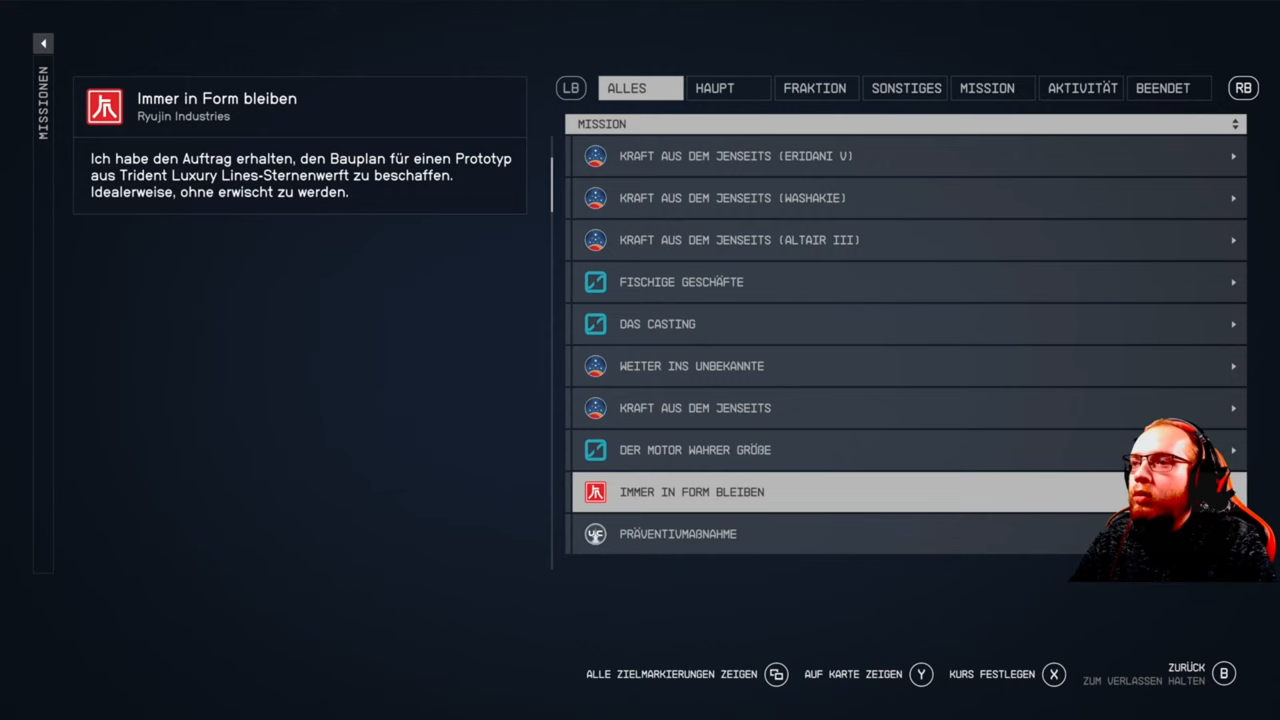 MISSIONEN
Immer in Form bleiben
Ryujin Industries
Ich habe den Auftrag erhalten, den Bauplan für einen Prototyp
aus Trident Luxury Lines-Sternenwerft zu beschaffen.
Idealerweise, ohne erwischt zu werden.
LB ALLES HAUPT FRAKTION SONSTIGES MISSION AKTIVITÄT BEENDET RB
MISSION
KRAFT AUS DEM JENSEITS (ERIDANI V)
KRAFT AUS DEM JENSEITS (WASHAKIE)
KRAFT AUS DEM JENSEITS (ALTAIR III)
FISCHIGE GESCHÄFTE
DAS CASTING
WEITER INS UNBEKANNTE
KRAFT AUS DEM JENSEITS
DER MOTOR WAHRER GRÖẞE
IMMER IN FORM BLEIBEN
PRÄVENTIVMAẞNAHME
ALLE ZIELMARKIERUNGEN ZEIGEN AUF KARTE ZEIGEN Y KURS FESTLEGEN X ZURÜCK B
ZUM VERLASSEN HALTEN